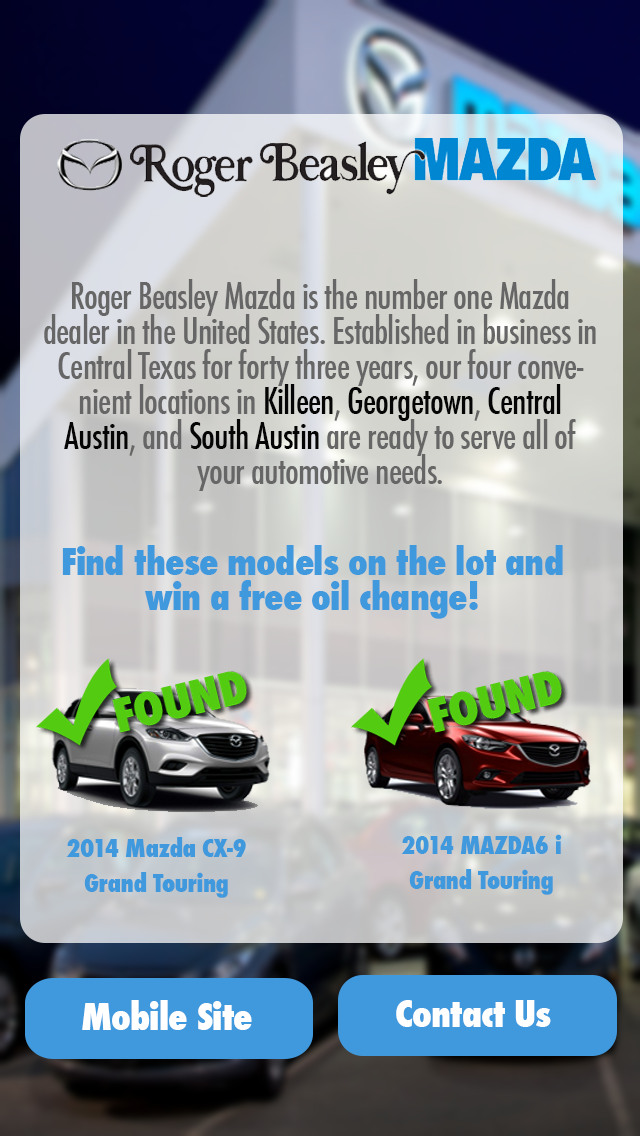 Roger Beasley MAZDA
Roger Beasley Mazda is the number one Mazda
dealer in the United States. Established in business in
Central Texas for forty three years, our four conve-
nient locations in Killeen, Georgetown, Central
Austin, and South Austin are ready to serve all of
your automotive needs.
Find these models on the lot and
win a free oil change!
FOUND
FOUND
2014 Mazda CX-9
Grand Touring
2014 MAZDA6 i
Grand Touring
Mobile Site
Contact Us